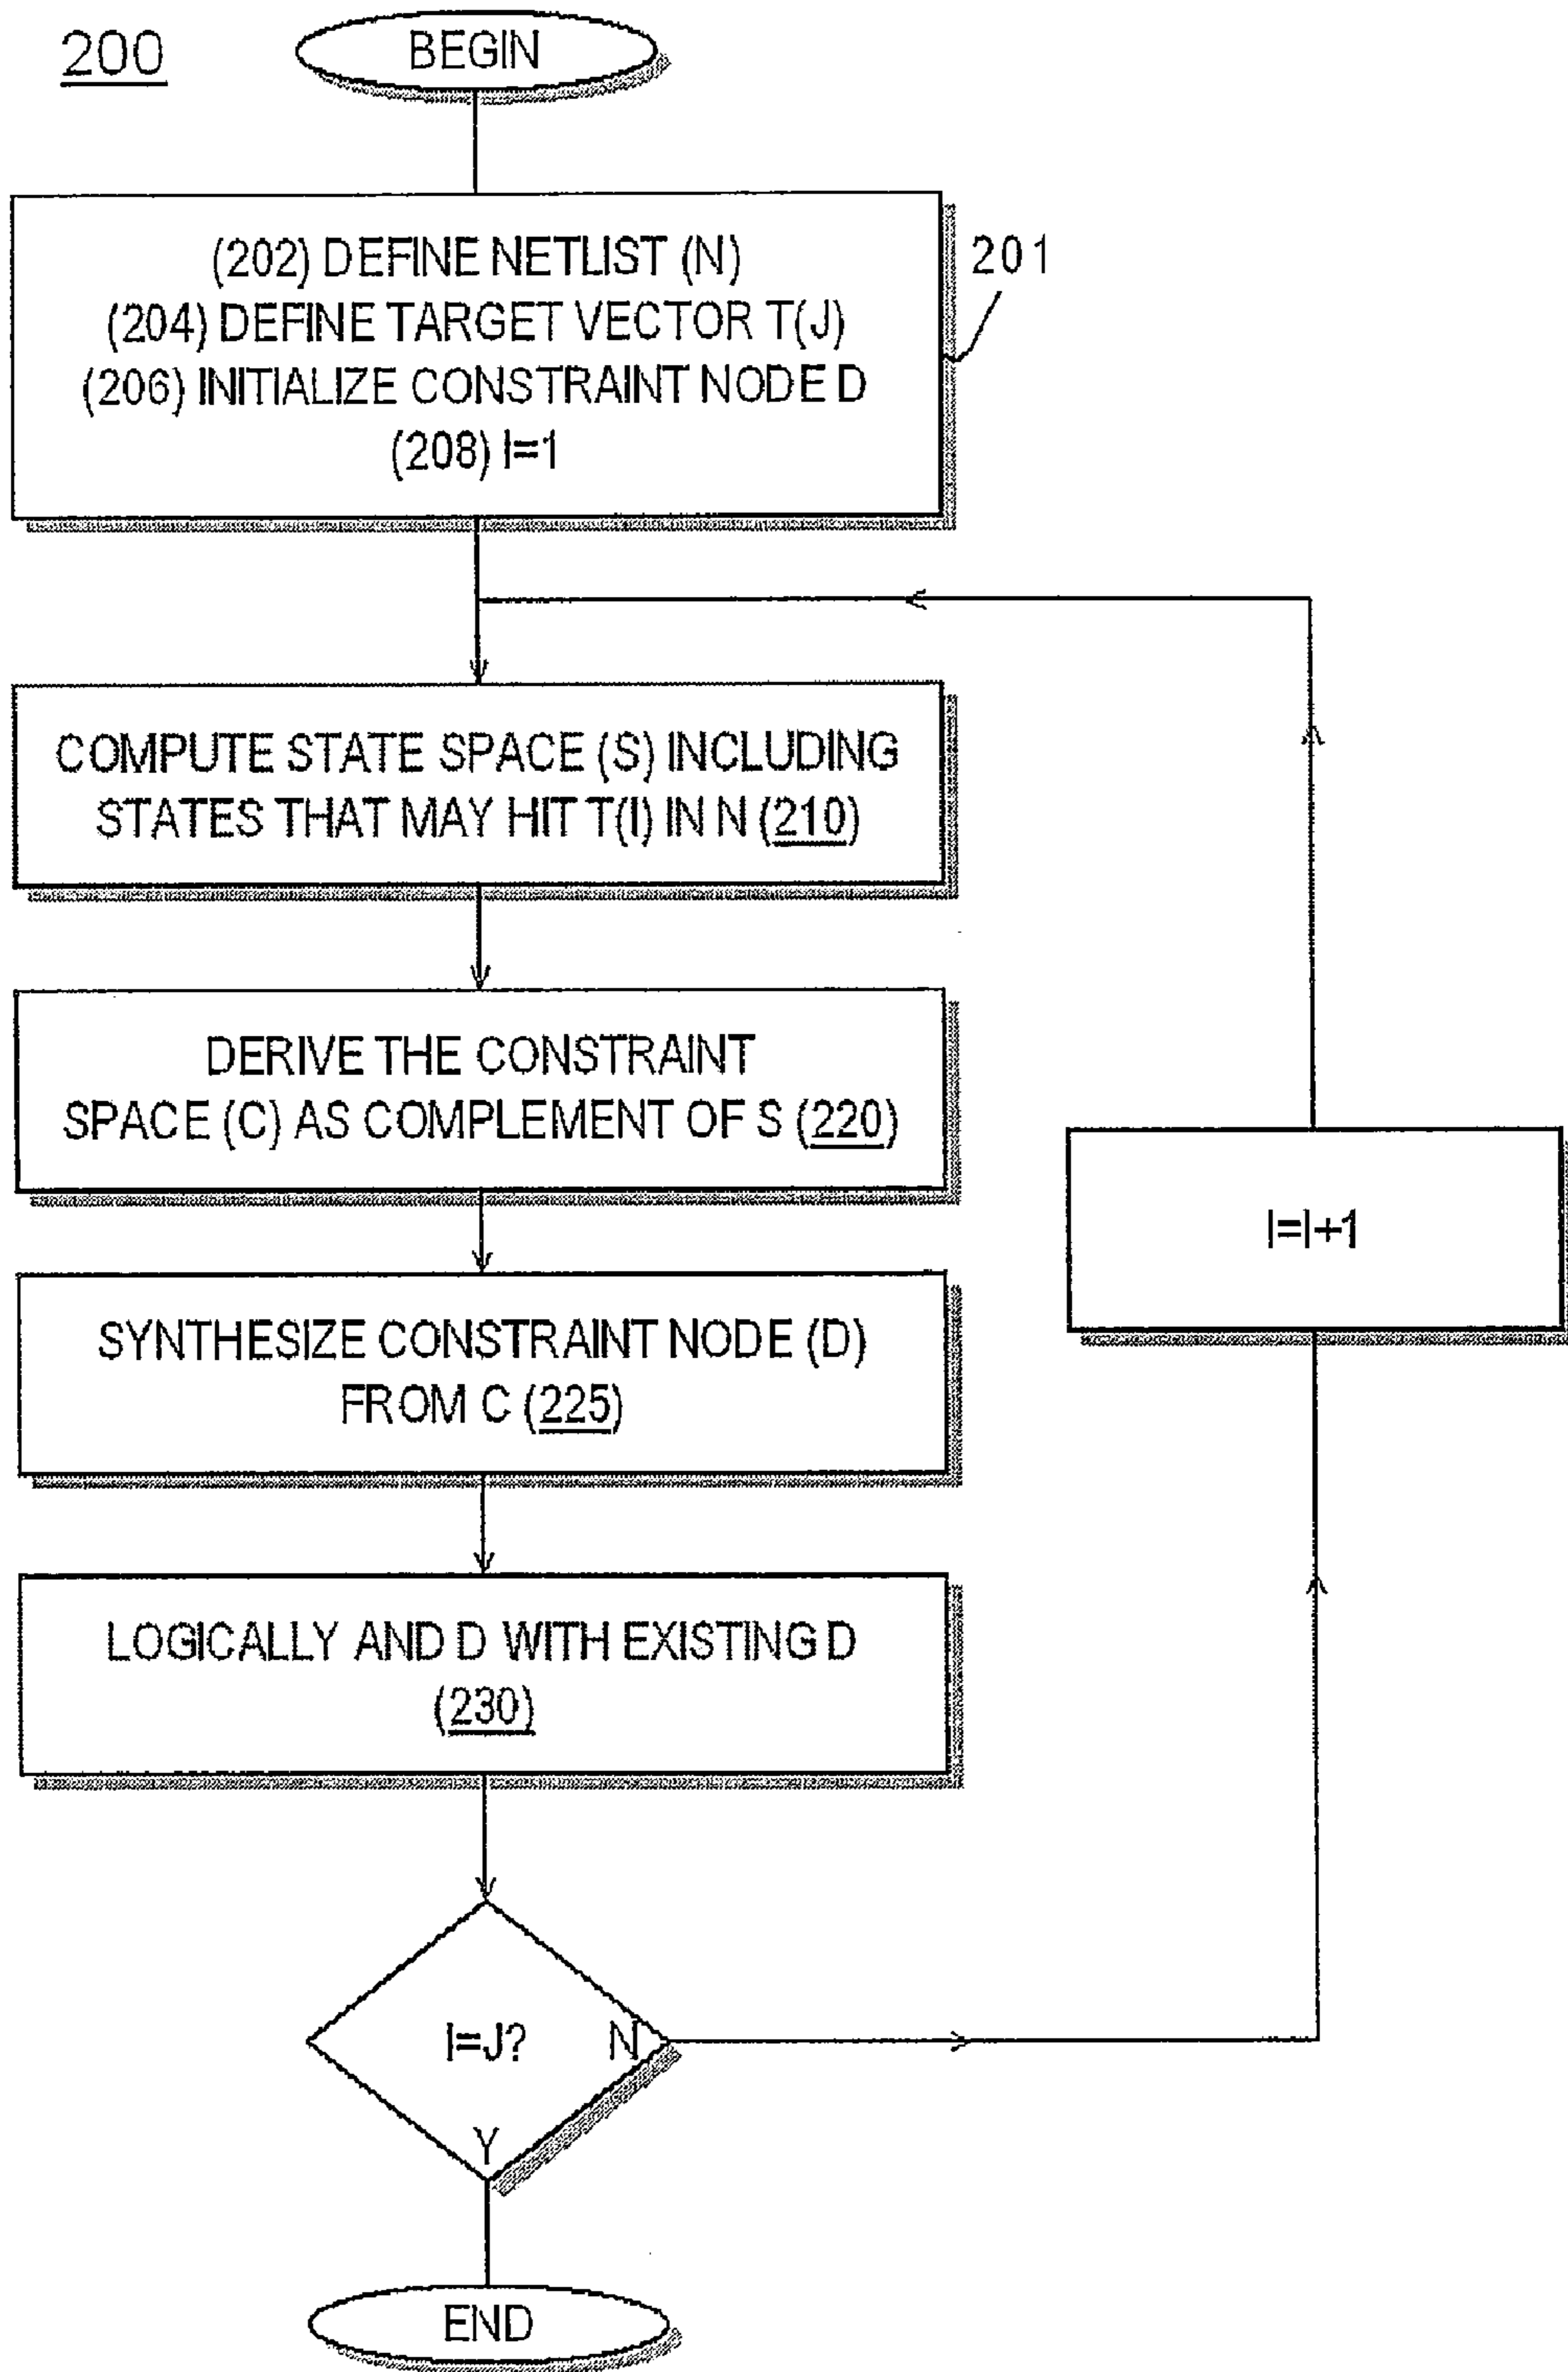 200
BEGIN
(202) DEFINE NETLIST (N)
(204) DEFINE TARGET VECTOR T(J)
(206) INITIALIZE CONSTRAINT NODE D
(208) I=1
201
COMPUTE STATE SPACE (S) INCLUDING
STATES THAT MAY HIT T(I) IN N (210)
DERIVE THE CONSTRAINT
SPACE (C) AS COMPLEMENT OF S (220)
I=I+1
SYNTHESIZE CONSTRAINT NODE (D)
FROM C (225)
LOGICALLY AND D WITH EXISTING D
(230)
I=J?
N
Y
END